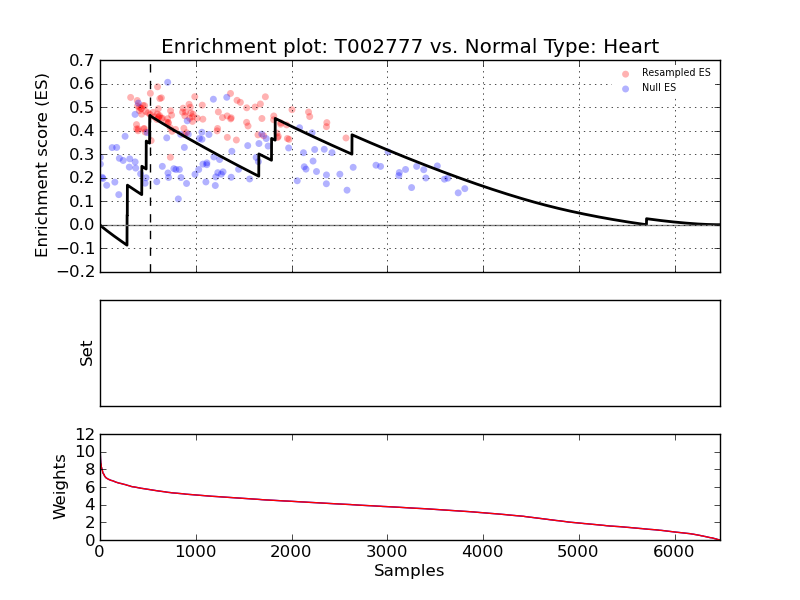 Enrichment plot: T002777 vs. Normal Type: Heart
Enrichment score (ES)
0.7
0.6
0.5
0.4
0.3
0.2
0.1
0.0
−0.1
−0.2
Resampled ES
Null ES
Set
Weights
12
10
8
6
4
2
0
0 1000 2000 3000 4000 5000 6000
Samples